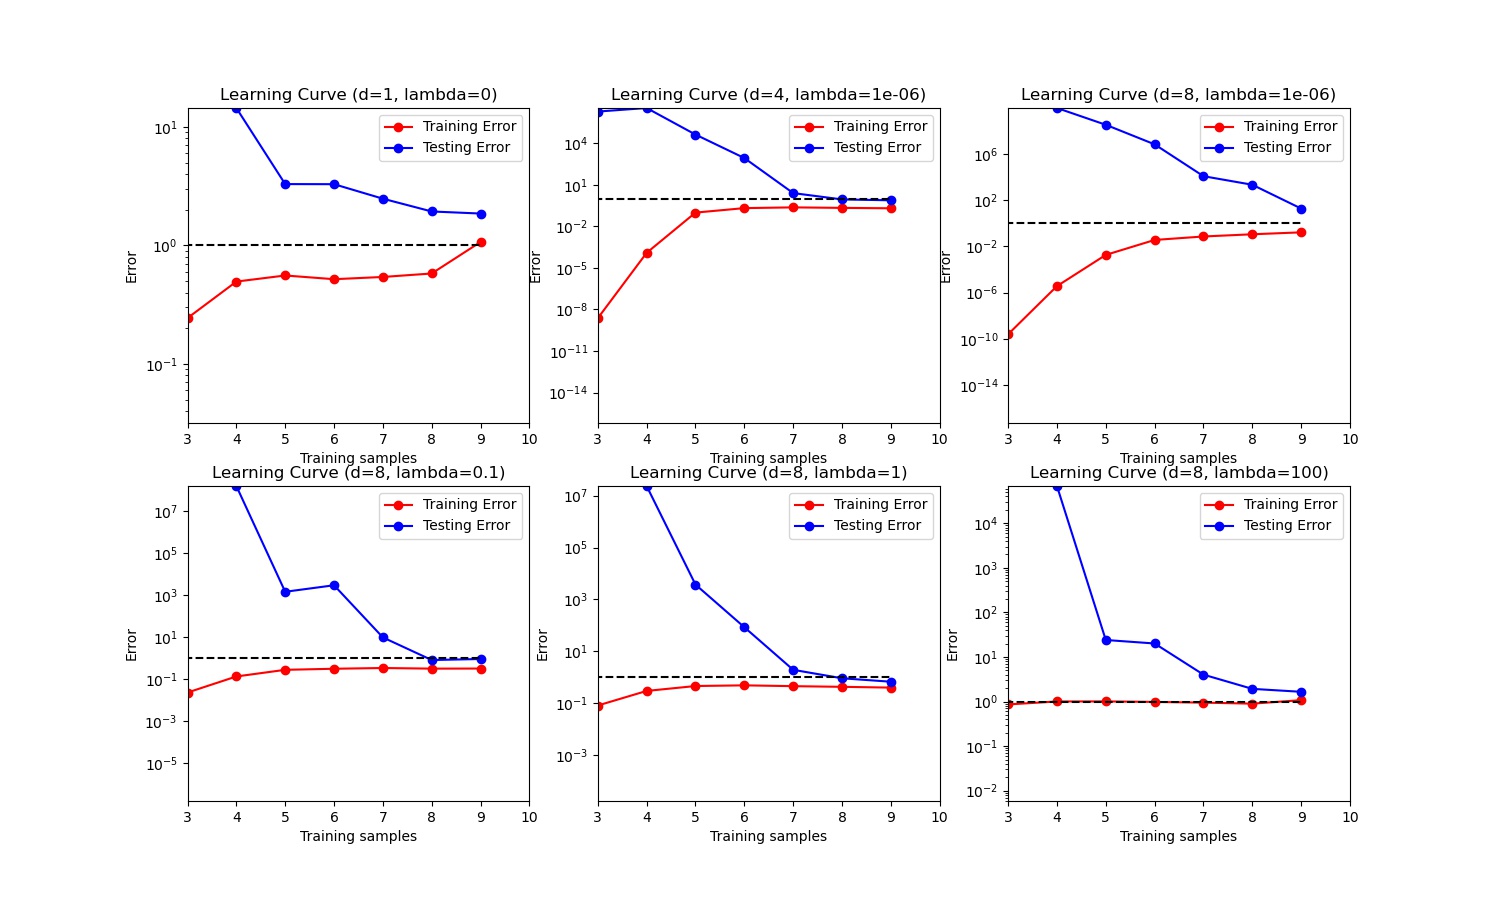 Learning Curve (d=1, lambda=0)
Training Error
Testing Error
10^1
10^0
10^-1
Error
3 4 5 6 7 8 9 10
Training samples
Learning Curve (d=4, lambda=1e-06)
Training Error
Testing Error
10^4
10^1
10^-2
10^-5
10^-8
10^-11
10^-14
Error
3 4 5 6 7 8 9 10
Training samples
Learning Curve (d=8, lambda=1e-06)
Training Error
Testing Error
10^6
10^2
10^-2
10^-6
10^-10
10^-14
Error
3 4 5 6 7 8 9 10
Training samples
Learning Curve (d=8, lambda=0.1)
Training Error
Testing Error
10^7
10^5
10^3
10^1
10^-1
10^-3
10^-5
Error
3 4 5 6 7 8 9 10
Training samples
Learning Curve (d=8, lambda=1)
Training Error
Testing Error
10^7
10^5
10^3
10^1
10^-1
10^-3
Error
3 4 5 6 7 8 9 10
Training samples
Learning Curve (d=8, lambda=100)
Training Error
Testing Error
10^4
10^3
10^2
10^1
10^0
10^-1
10^-2
Error
3 4 5 6 7 8 9 10
Training samples